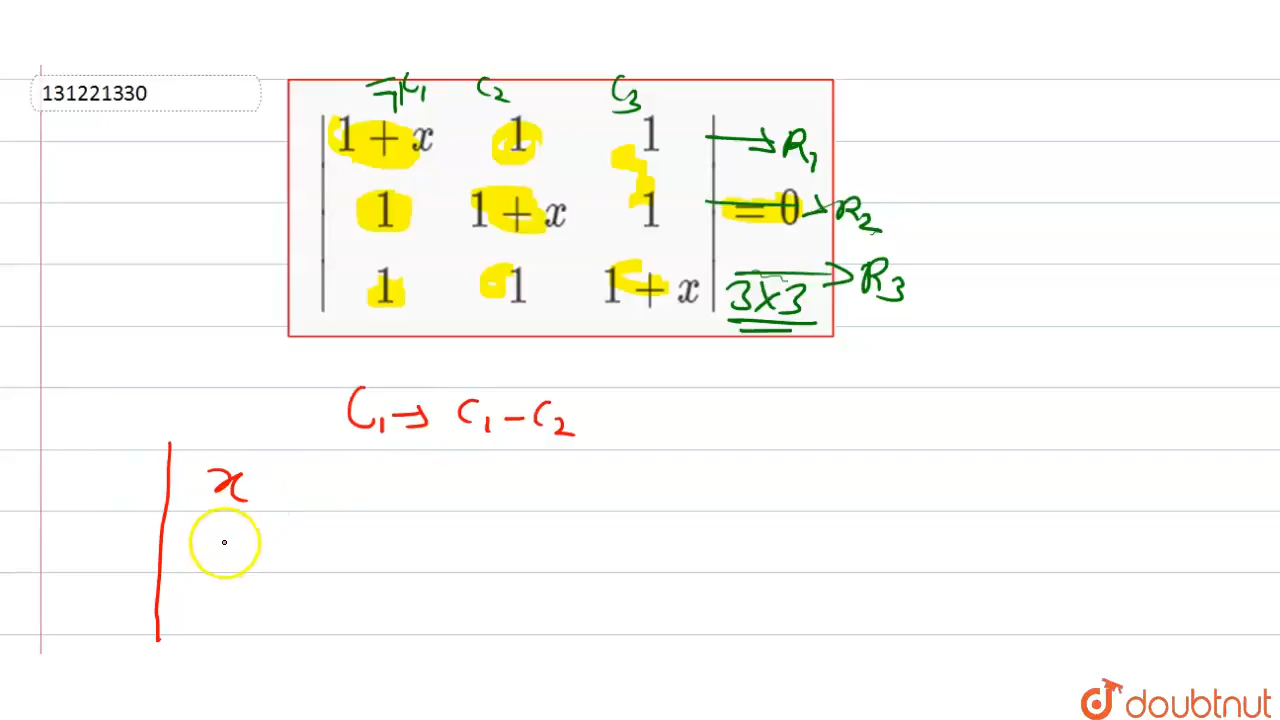 131221330
C1 C2 C3
1 + x 1 1 → R1
1 1 + x 1 = 0 → R2
1 1 1 + x → R3
3×3
C1 → C1 - C2
x
doubtnut